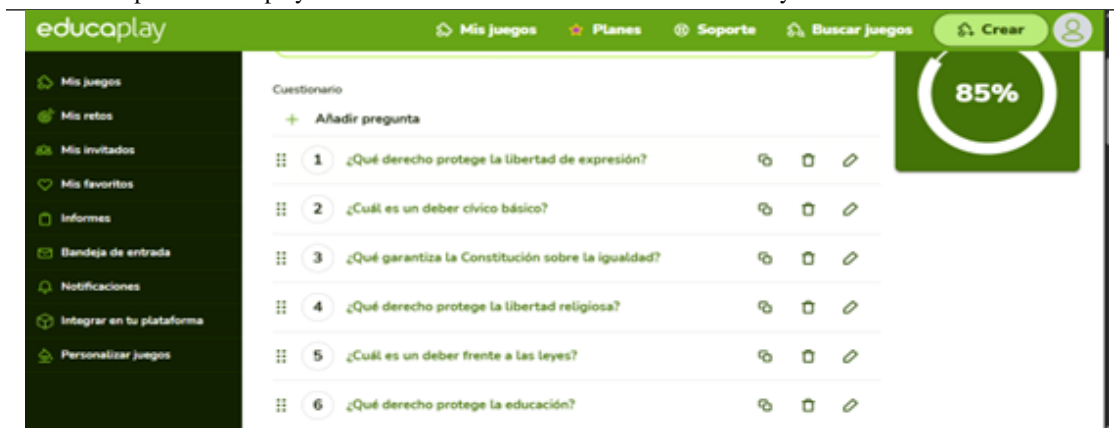 educaplay
Mis juegos
Planes
Soporte
Buscar juegos
Crear
Mis juegos
Mis retos
Mis invitados
Mis favoritos
Informes
Bandeja de entrada
Notificaciones
Integrar en tu plataforma
Personalizar juegos
Cuestionario
+ Añadir pregunta
1 ¿Qué derecho protege la libertad de expresión?
2 ¿Cuál es un deber cívico básico?
3 ¿Qué garantiza la Constitución sobre la igualdad?
4 ¿Qué derecho protege la libertad religiosa?
5 ¿Cuál es un deber frente a las leyes?
6 ¿Qué derecho protege la educación?
85%